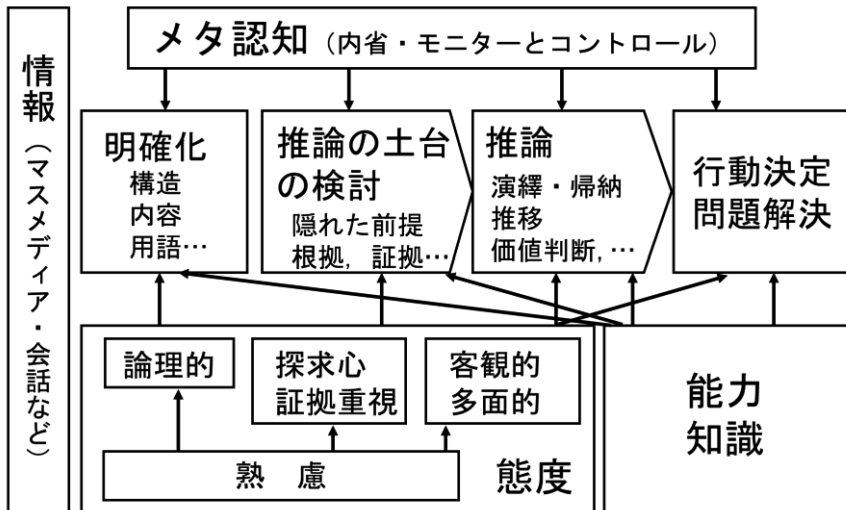 情報（マスメディア・会話など）
メタ認知（内省・モニターとコントロール）
明確化
構造
内容
用語…
推論の土台
の検討
隠れた前提
根拠，証拠…
推論
演繹・帰納
推移
価値判断,…
行動決定
問題解決
論理的
探求心
証拠重視
客観的
多面的
熟 慮
態度
能力
知識